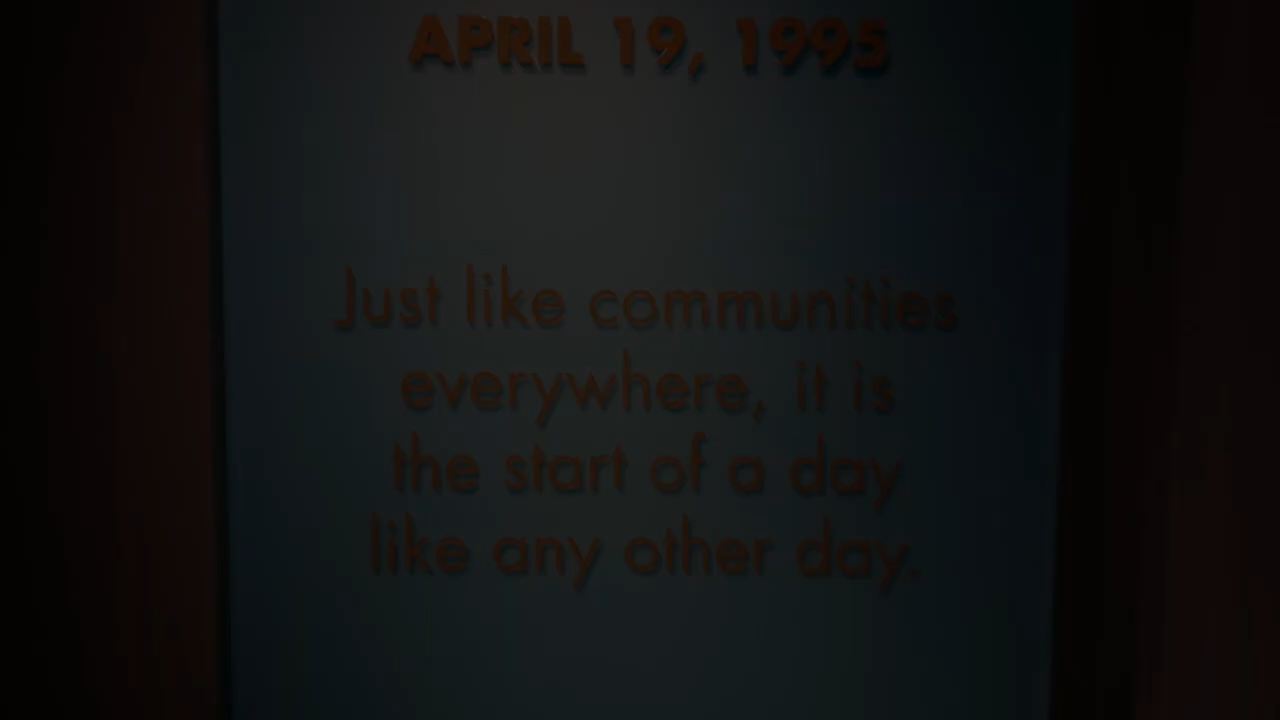 APRIL 19, 1995
Just like communities
everywhere, it is
the start of a day
like any other day.